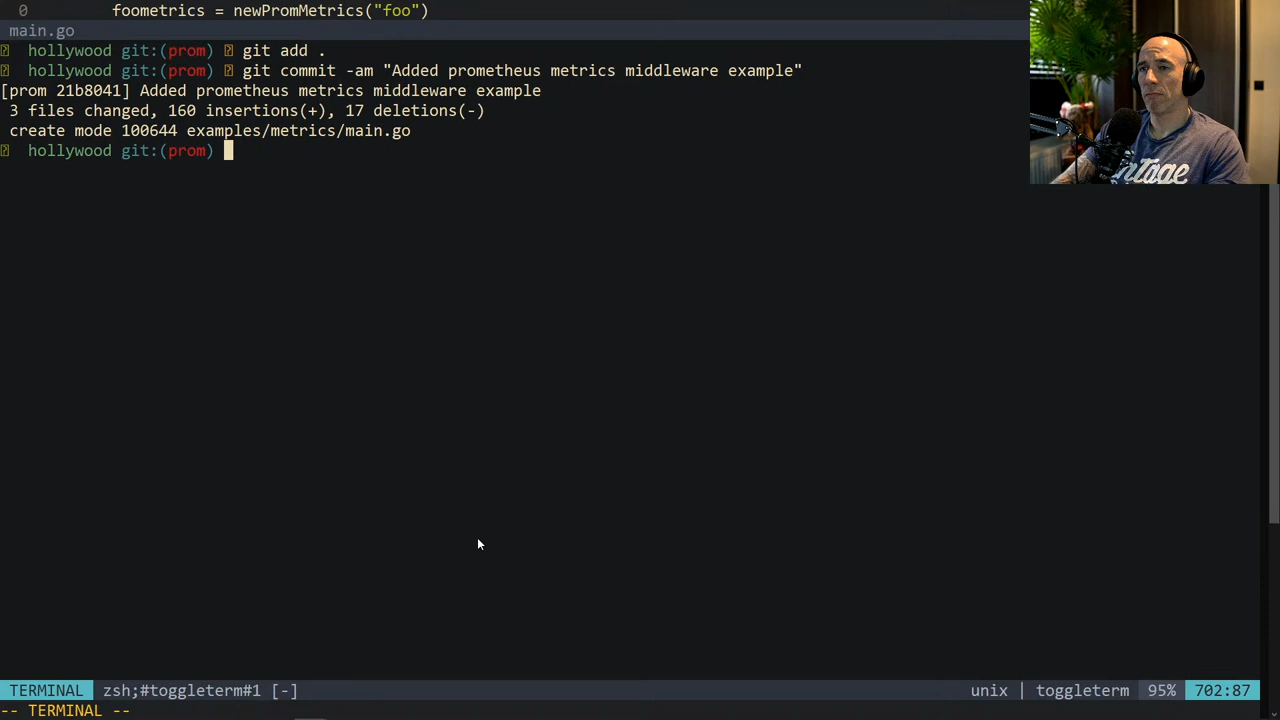 0 foometrics = newPromMetrics("foo")
main.go
hollywood git:(prom) git add .
hollywood git:(prom) git commit -am "Added prometheus metrics middleware example"
[prom 21b8041] Added prometheus metrics middleware example
3 files changed, 160 insertions(+), 17 deletions(-)
create mode 100644 examples/metrics/main.go
hollywood git:(prom)
TERMINAL zsh;#toggleterm#1 [-] unix | toggleterm 95% 702:87
-- TERMINAL --